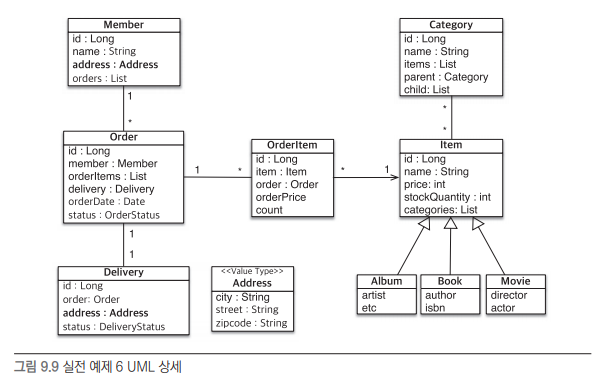 Member
id : Long
name : String
address : Address
orders : List
Category
id : Long
name : String
items : List
parent : Category
child: List
1
*
*
*
Order
id : Long
member : Member
orderItems : List
delivery : Delivery
orderDate : Date
status : OrderStatus
1
*
OrderItem
id : Long
item : Item
order : Order
orderPrice
count
*
1
Item
id : Long
name : String
price: int
stockQuantity : int
categories: List
1
1
Delivery
id : Long
order: Order
address : Address
status : DeliveryStatus
<<Value Type>>
Address
city : String
street : String
zipcode : String
Album
artist
etc
Book
author
isbn
Movie
director
actor
그림 9.9 실전 예제 6 UML 상세